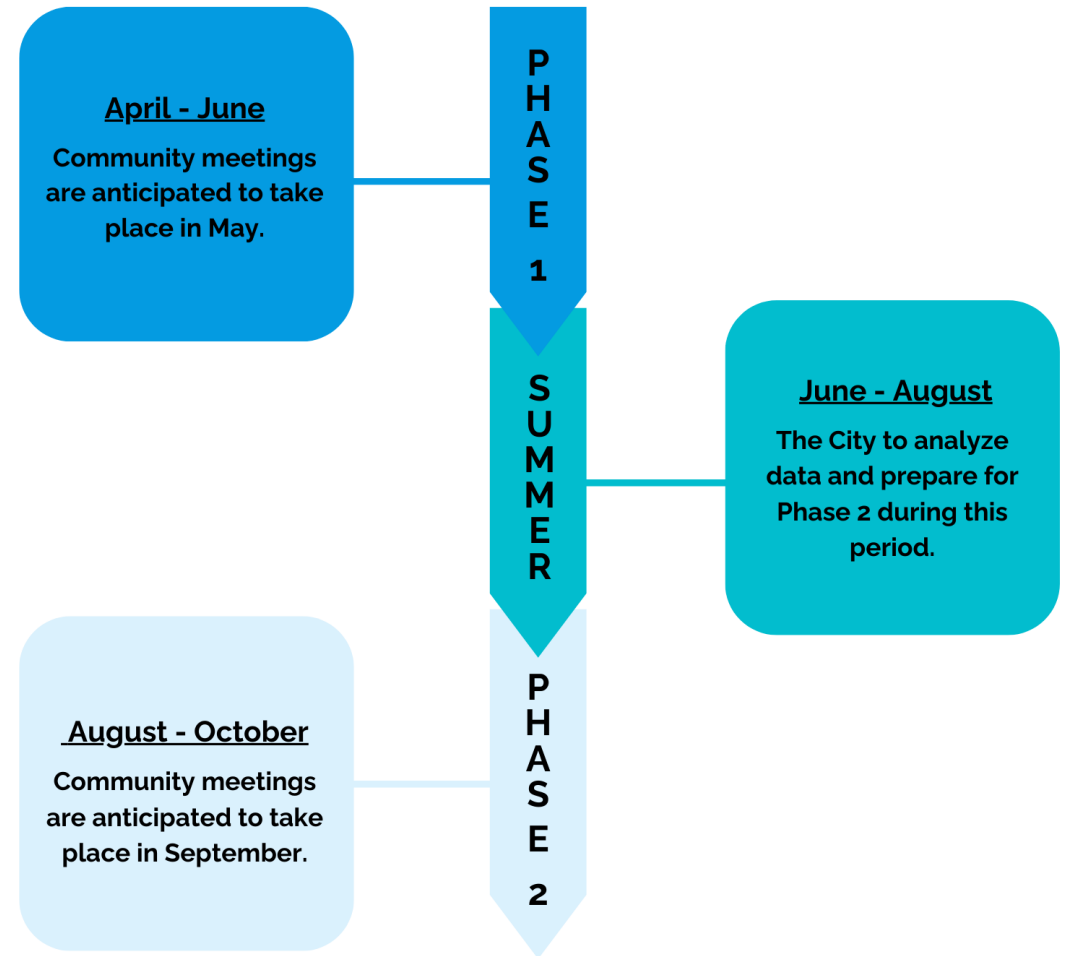 PHASE 1
April - June
Community meetings
are anticipated to take
place in May.
SUMMER
June - August
The City to analyze
data and prepare for
Phase 2 during this
period.
PHASE 2
August - October
Community meetings
are anticipated to take
place in September.